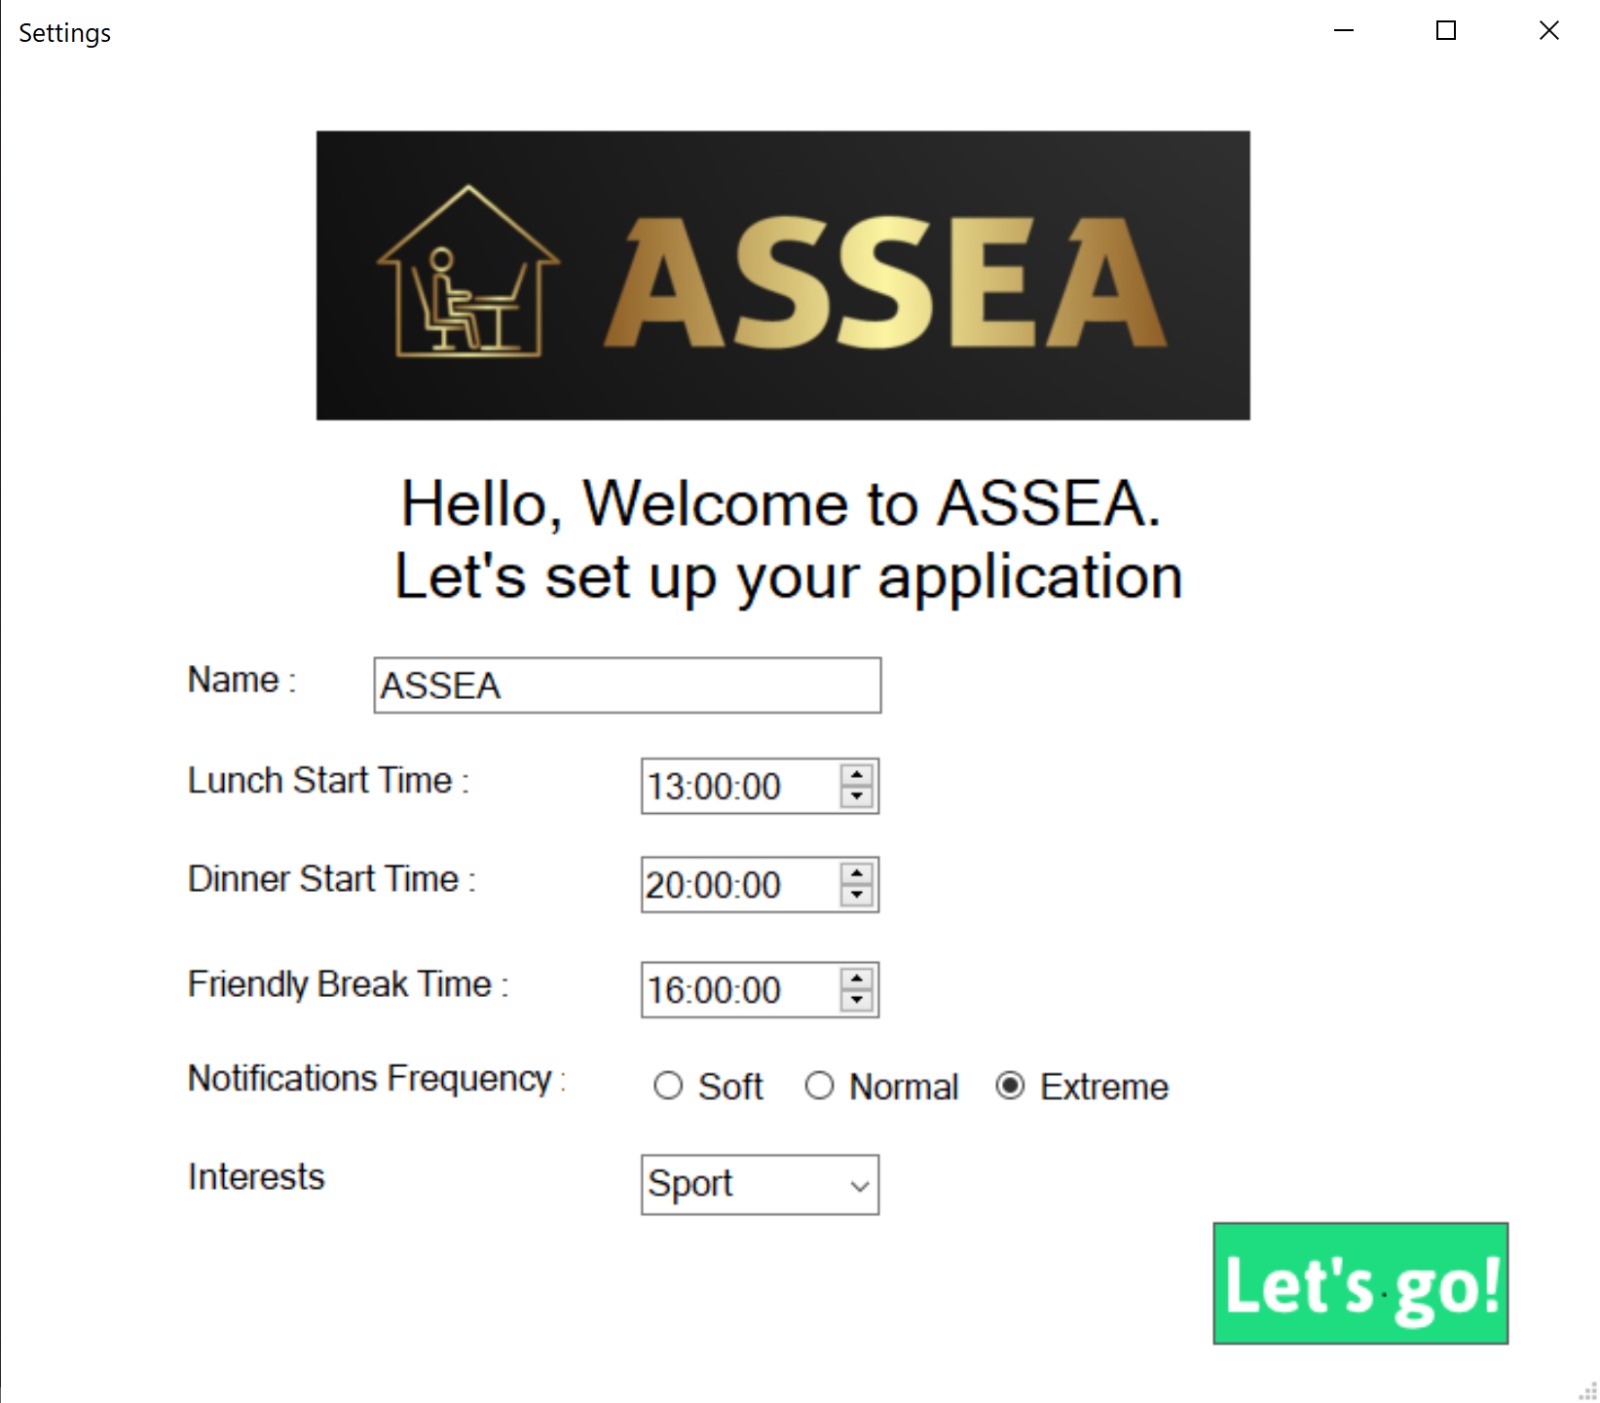 Settings
ASSEA
Hello, Welcome to ASSEA.
Let's set up your application
Name : ASSEA
Lunch Start Time : 13:00:00
Dinner Start Time : 20:00:00
Friendly Break Time : 16:00:00
Notifications Frequency : Soft Normal Extreme
Interests Sport
Let's go!